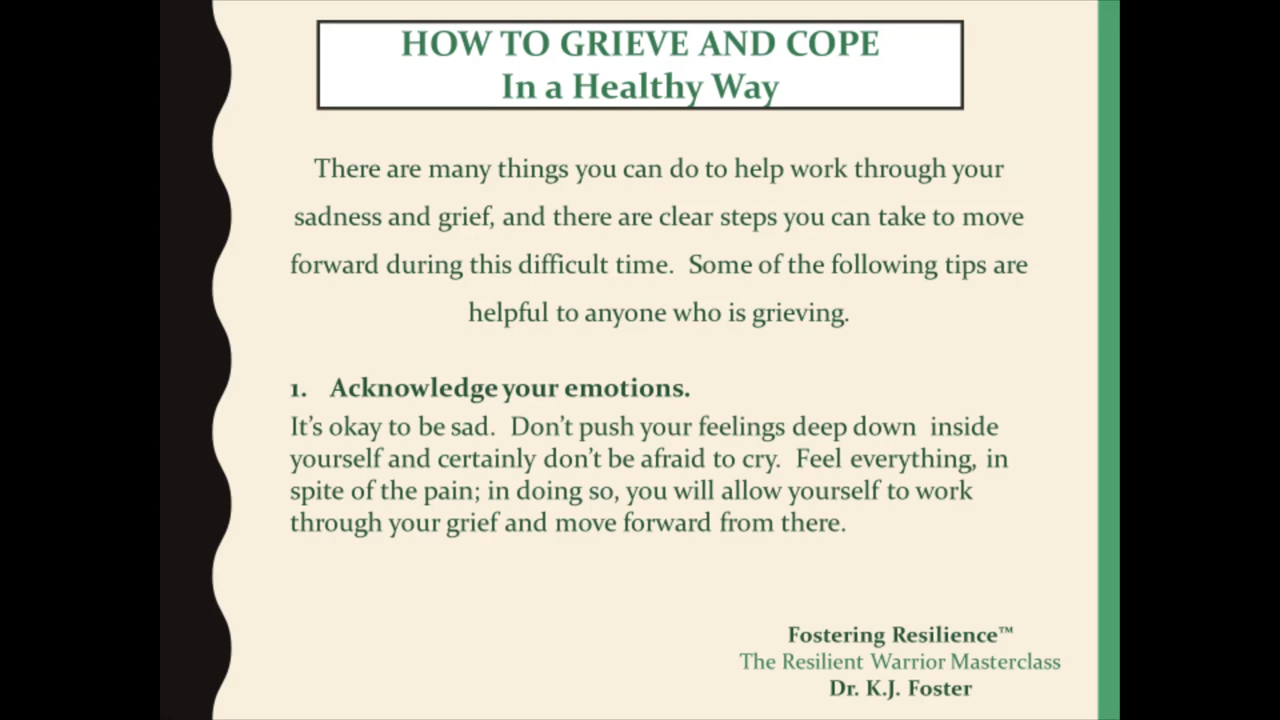 HOW TO GRIEVE AND COPE
In a Healthy Way
There are many things you can do to help work through your
sadness and grief, and there are clear steps you can take to move
forward during this difficult time. Some of the following tips are
helpful to anyone who is grieving.
1. Acknowledge your emotions.
It's okay to be sad. Don't push your feelings deep down inside
yourself and certainly don't be afraid to cry. Feel everything, in
spite of the pain; in doing so, you will allow yourself to work
through your grief and move forward from there.
Fostering Resilience™
The Resilient Warrior Masterclass
Dr. K.J. Foster